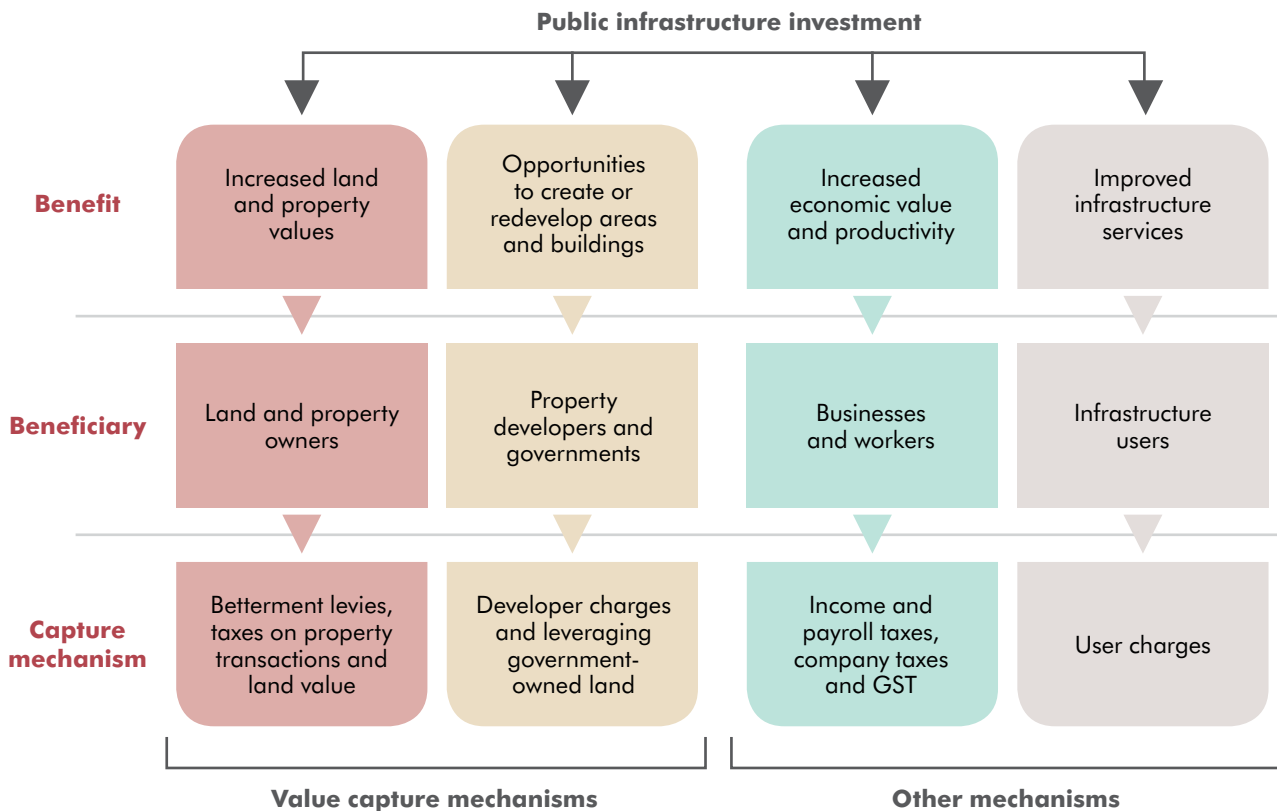 Public infrastructure investment
Benefit
Increased land
and property
values
Opportunities
to create or
redevelop areas
and buildings
Increased
economic value
and productivity
Improved
infrastructure
services
Beneficiary
Land and property
owners
Property
developers and
governments
Businesses
and workers
Infrastructure
users
Capture
mechanism
Betterment levies,
taxes on property
transactions and
land value
Developer charges
and leveraging
government-
owned land
Income and
payroll taxes,
company taxes
and GST
User charges
Value capture mechanisms
Other mechanisms